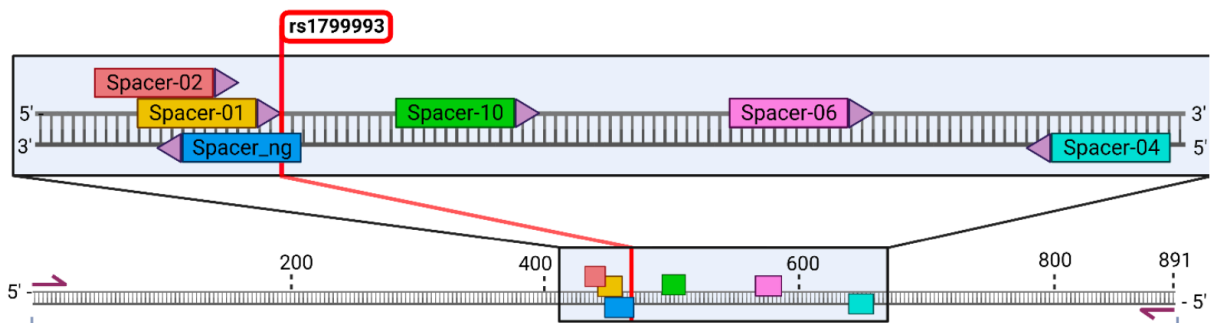 rs1799993
Spacer-02
5' Spacer-01 Spacer-10 Spacer-06 3'
3' Spacer_ng Spacer-04 5'
200 400 600 800 891
5' - - 5'